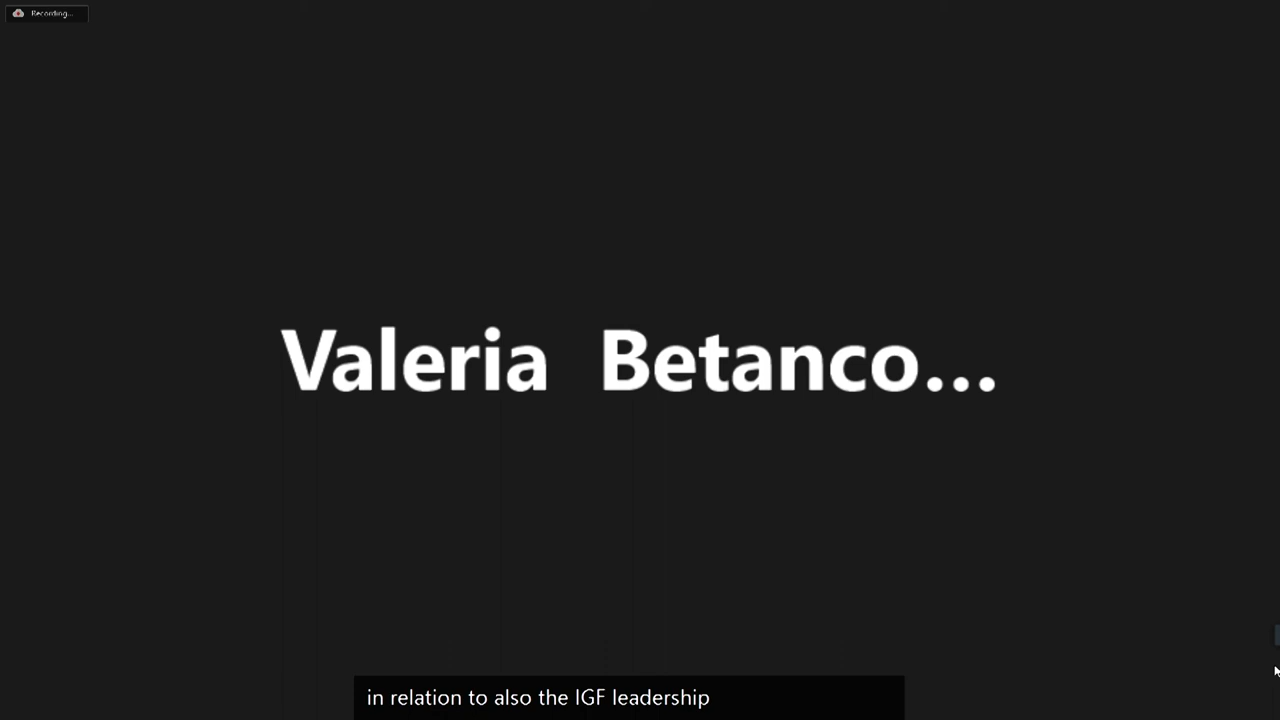 Recording...
Valeria Betanco...
in relation to also the IGF leadership